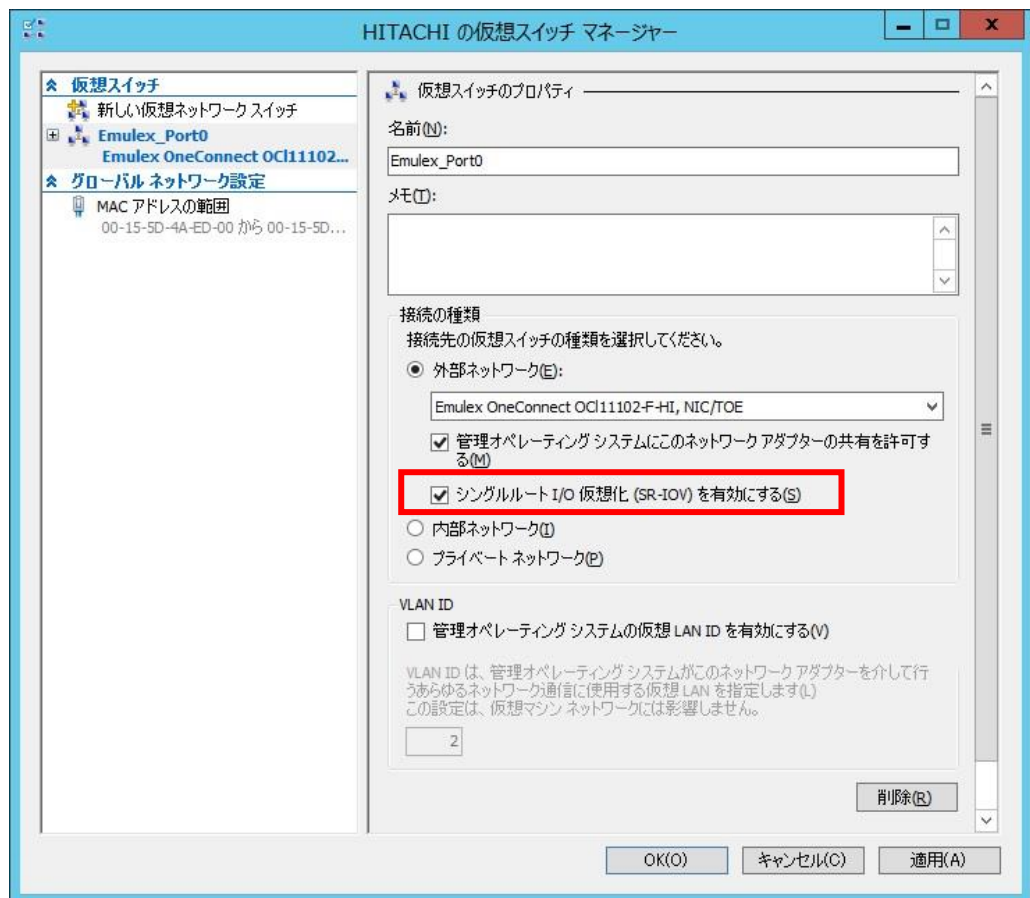 HITACHI の仮想スイッチ マネージャー
仮想スイッチ
新しい仮想ネットワーク スイッチ
Emulex_Port0
Emulex OneConnect OCl11102...
グローバル ネットワーク設定
MAC アドレスの範囲
00-15-5D-4A-ED-00 から 00-15-5D...
仮想スイッチのプロパティ
名前(N):
Emulex_Port0
メモ(T):
接続の種類
接続先の仮想スイッチの種類を選択してください。
外部ネットワーク(E):
Emulex OneConnect OCl11102-F-HI, NIC/TOE
管理オペレーティング システムにこのネットワーク アダプターの共有を許可す
る(M)
シングルルート I/O 仮想化 (SR-IOV) を有効にする(S)
内部ネットワーク(I)
プライベート ネットワーク(P)
VLAN ID
管理オペレーティング システムの仮想 LAN ID を有効にする(V)
VLAN ID は、管理オペレーティング システムがこのネットワーク アダプターを介して行
うあらゆるネットワーク通信に使用する仮想 LAN を指定します(L)
この設定は、仮想マシン ネットワークには影響しません。
2
削除(R)
OK(O)
キャンセル(C)
適用(A)